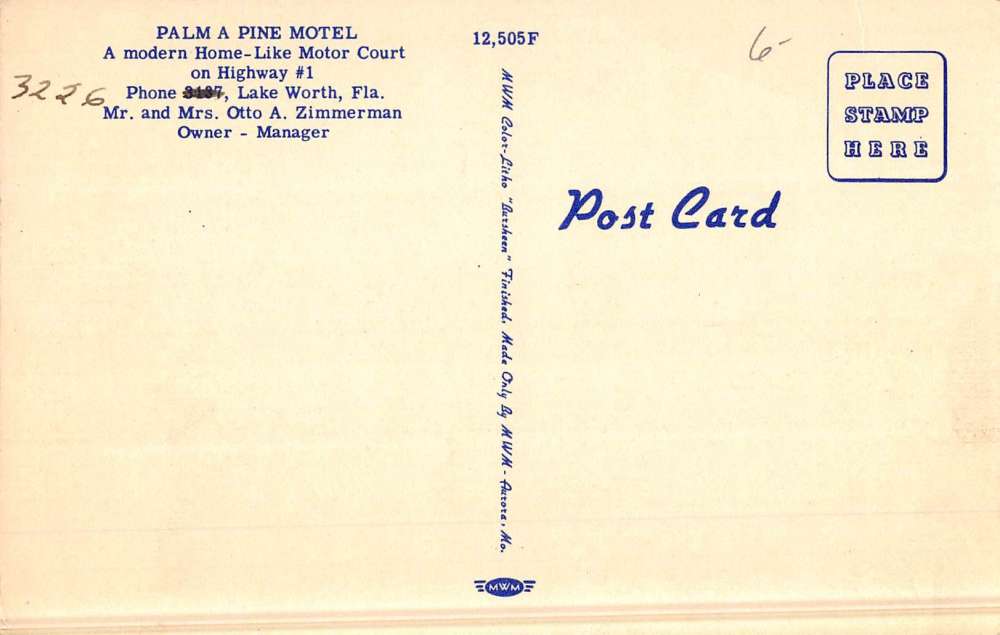 PALM A PINE MOTEL
A modern Home-Like Motor Court
on Highway #1
3226 Phone 3137, Lake Worth, Fla.
Mr. and Mrs. Otto A. Zimmerman
Owner - Manager
12,505F
MWM Color-Litho "Aursheen" Finished. Made Only By MWM - Aurora, Mo.
MWM
6-
PLACE
STAMP
HERE
Post Card